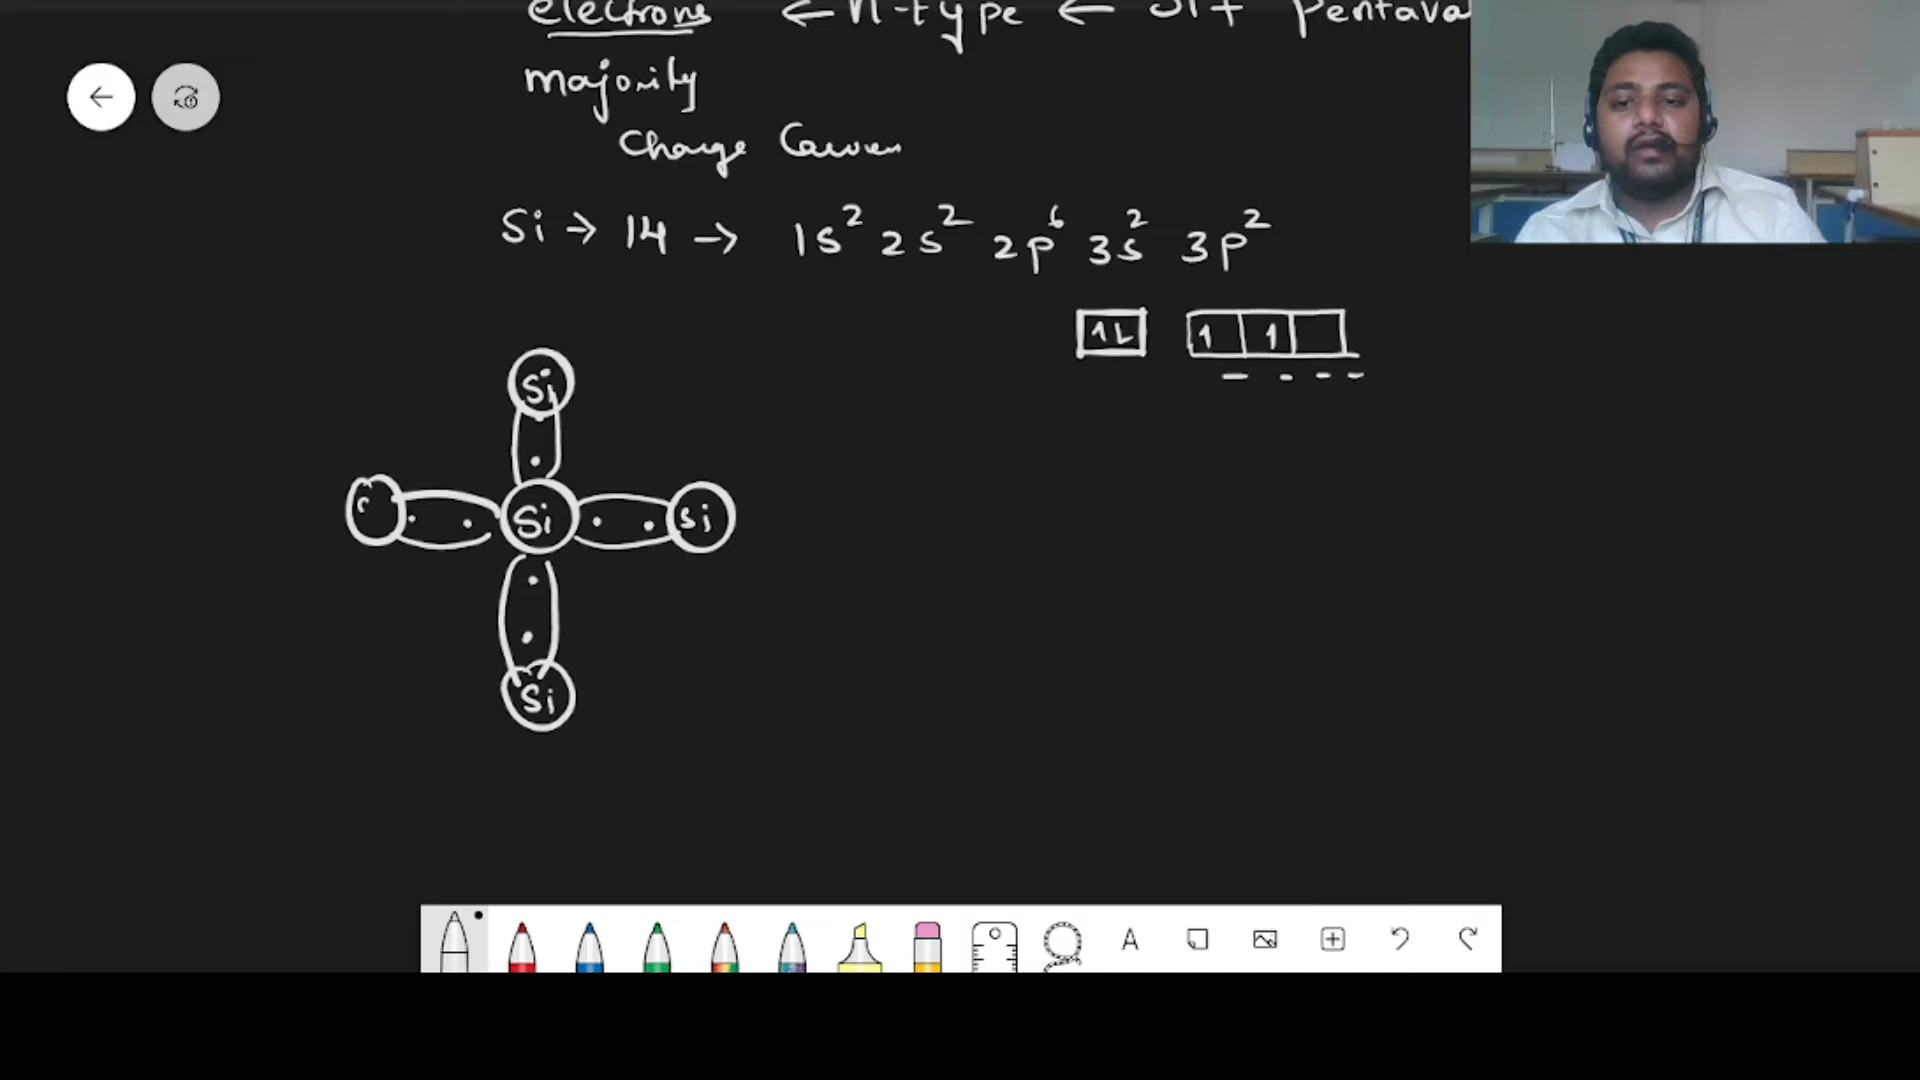 electrons ← n-type ← Si+ pentava
majority
charge
Si → 14 → 1s² 2s² 2p⁶ 3s² 3p²
1L 1 1
Si
Si Si
Si
A